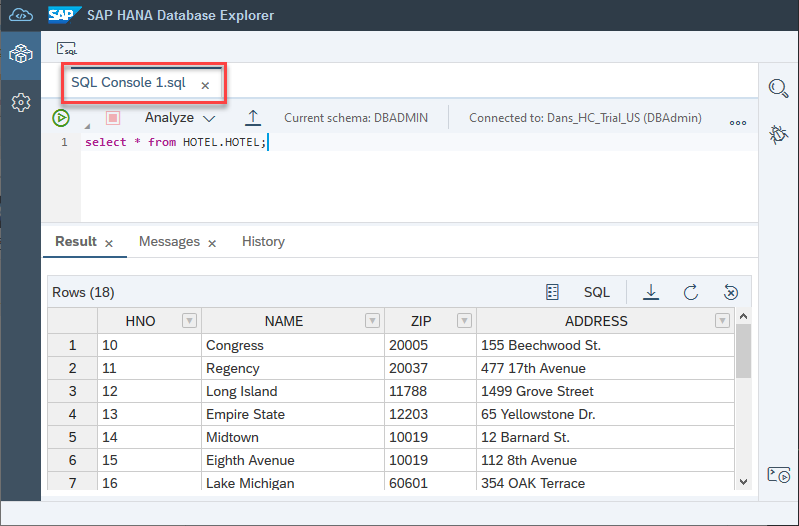 SAP SAP HANA Database Explorer
SQL
SQL Console 1.sql
Analyze Current schema: DBADMIN Connected to: Dans_HC_Trial_US (DBAdmin)
1 select * from HOTEL.HOTEL;
Result Messages History
Rows (18) SQL
HNO NAME ZIP ADDRESS
1 10 Congress 20005 155 Beechwood St.
2 11 Regency 20037 477 17th Avenue
3 12 Long Island 11788 1499 Grove Street
4 13 Empire State 12203 65 Yellowstone Dr.
5 14 Midtown 10019 12 Barnard St.
6 15 Eighth Avenue 10019 112 8th Avenue
7 16 Lake Michigan 60601 354 OAK Terrace